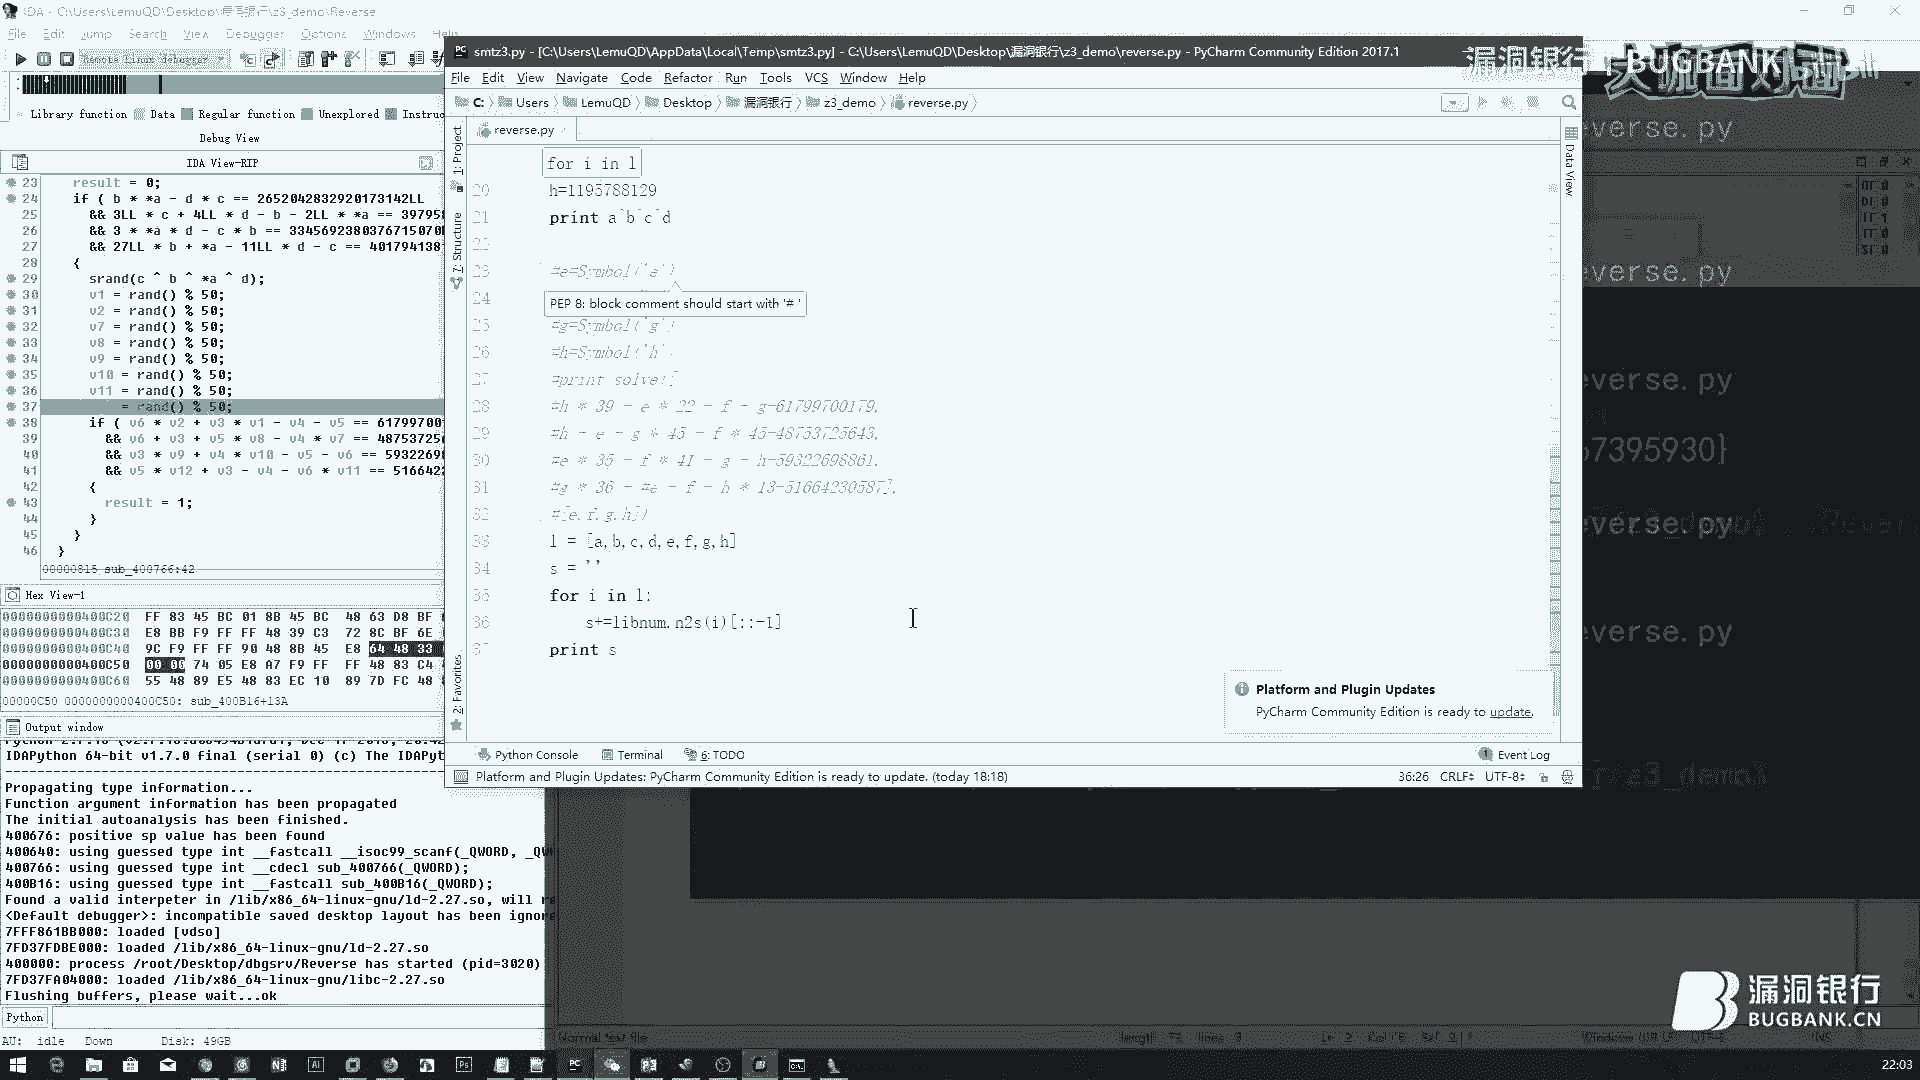 IDA - C:\Users\LemuQD\Desktop\漏洞银行\z3_demo\Reverse
File Edit Jump Search View Debugger Options Windows Help
Remote Linux debugger
Library function Data Regular function Unexplored Instruc
Debug View
IDA View-RIP
23 result = 0;
24 if ( b * *a - d * c == 2652042832920173142LL
25 && 3LL * c + 4LL * d - b - 2LL * *a == 39795
26 && 3 * *a * d - c * b == 3345692380376715070
27 && 27LL * b + *a - 11LL * d - c == 401794138
28 {
29 srand(c ^ b ^ *a ^ d);
30 v1 = rand() % 50;
31 v2 = rand() % 50;
32 v7 = rand() % 50;
33 v8 = rand() % 50;
34 v9 = rand() % 50;
35 v10 = rand() % 50;
36 v11 = rand() % 50;
37 = rand() % 50;
38 if ( v6 * v2 + v3 * v1 - v4 - v5 == 61799700
39 && v6 + v3 + v5 * v8 - v4 * v7 == 48753725
40 && v3 * v9 + v4 * v10 - v5 - v6 == 5932269
41 && v5 * v12 + v3 - v4 - v6 * v11 == 516642
42 {
43 result = 1;
44 }
45 }
46 }
00000815 sub_400766:42
Hex View-1
0000000000400C20 FF 83 45 BC 01 8B 45 BC 48 63 D8 BF
0000000000400C30 E8 BB F9 FF FF 48 39 C3 72 8C BF 6E
0000000000400C40 9C F9 FF FF 90 48 8B 45 E8 64 48 33
0000000000400C50 00 00 74 05 E8 A7 F9 FF FF 48 83 C4
0000000000400C60 55 48 89 E5 48 83 EC 10 89 7D FC 48
00000C50 0000000000400C50: sub_400B16+13A
Output window
IDAPython 64-bit v1.7.0 final (serial 0) (c) The IDAPyt
Propagating type information...
Function argument information has been propagated
The initial autoanalysis has been finished.
400676: positive sp value has been found
400640: using guessed type int __fastcall __isoc99_scanf(_QWORD, _QW
400766: using guessed type int __cdecl sub_400766(_QWORD);
400B16: using guessed type int __fastcall sub_400B16(_QWORD);
Found a valid interpeter in /lib/x86_64-linux-gnu/ld-2.27.so, will
<Default debugger>: incompatible saved desktop layout has been ignore
7FFF861BB000: loaded [vdso]
7FD37FDBE000: loaded /lib/x86_64-linux-gnu/ld-2.27.so
400000: process /root/Desktop/dbgsrv/Reverse has started (pid=3020)
7FD37FA04000: loaded /lib/x86_64-linux-gnu/libc-2.27.so
Flushing buffers, please wait...ok
Python
AU: idle Down Disk: 49GB
smtz3.py - [C:\Users\LemuQD\AppData\Local\Temp\smtz3.py] - C:\Users\LemuQD\Desktop\漏洞银行\z3_demo\reverse.py - PyCharm Community Edition 2017.1
File Edit View Navigate Code Refactor Run Tools VCS Window Help
C: Users LemuQD Desktop 漏洞银行 z3_demo reverse.py
reverse.py
1: Project
7: Structure
2: Favorites
Data View
for i in l
20 h=1195788129
21 print a^b^c^d
22
23 #e=Symbol('e')
24
PEP 8: block comment should start with '# '
25 #g=Symbol('g')
26 #h=Symbol('h'
27 #print solve([
28 #h * 39 - e * 22 - f - g-61799700179,
29 #h - e - g * 45 - f * 45-48753725643,
30 #e * 35 - f * 41 - g - h-59322698861,
31 #g * 36 + #e - f - h * 13-51664230587],
32 #[e,f,g,h])
33 l = [a,b,c,d,e,f,g,h]
34 s = ''
35 for i in l:
36 s+=libnum.n2s(i)[::-1]
37 print s
Platform and Plugin Updates
PyCharm Community Edition is ready to update.
Python Console Terminal 6: TODO Event Log
Platform and Plugin Updates: PyCharm Community Edition is ready to update. (today 18:18) 36:26 CRLF UTF-8
漏洞银行 BUGBANK
everse.py
everse.py
everse.py
57395930}
everse.py
everse.py
z3_demo
漏洞银行
BUGBANK.CN
22:03